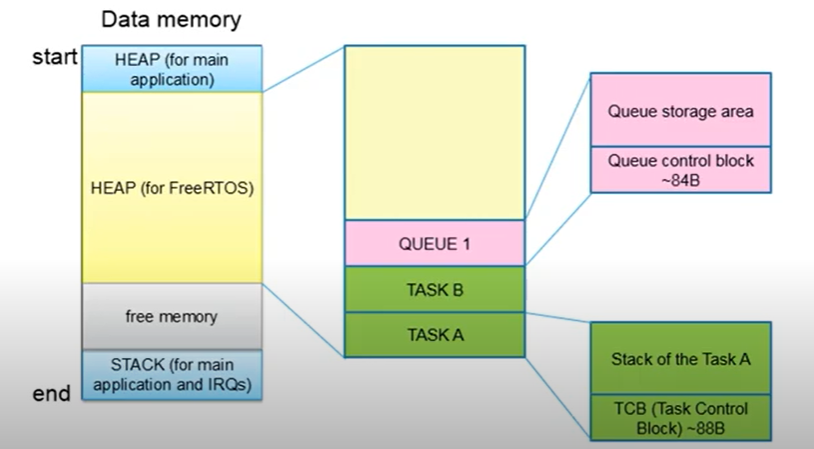 Data memory
start
HEAP (for main
application)
HEAP (for FreeRTOS)
free memory
STACK (for main
application and IRQs)
end
QUEUE 1
TASK B
TASK A
Queue storage area
Queue control block
~84B
Stack of the Task A
TCB (Task Control
Block) ~88B